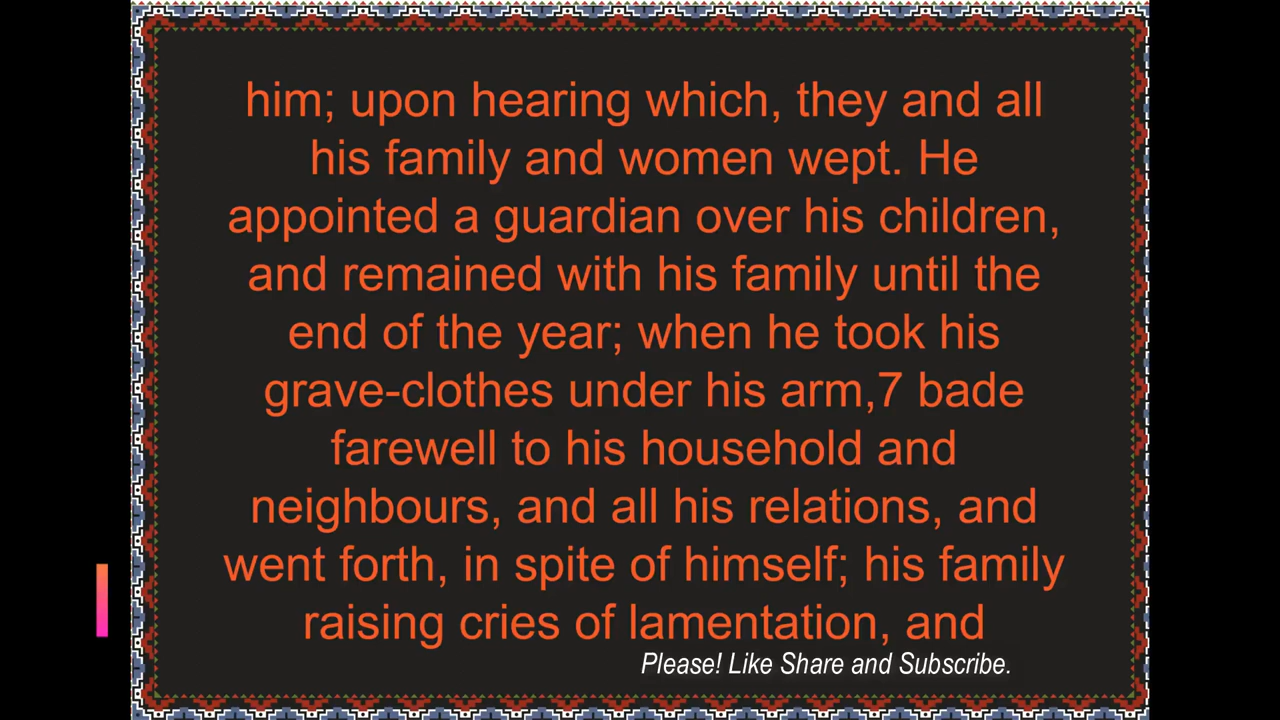 him; upon hearing which, they and all
his family and women wept. He
appointed a guardian over his children,
and remained with his family until the
end of the year; when he took his
grave-clothes under his arm,7 bade
farewell to his household and
neighbours, and all his relations, and
went forth, in spite of himself; his family
raising cries of lamentation, and
Please! Like Share and Subscribe.